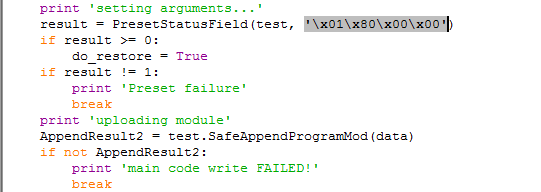 print 'setting arguments...'
result = PresetStatusField(test, '\x01\x80\x00\x00')
if result >= 0:
    do_restore = True
if result != 1:
    print 'Preset failure'
    break
print 'uploading module'
AppendResult2 = test.SafeAppendProgramMod(data)
if not AppendResult2:
    print 'main code write FAILED!'
    break